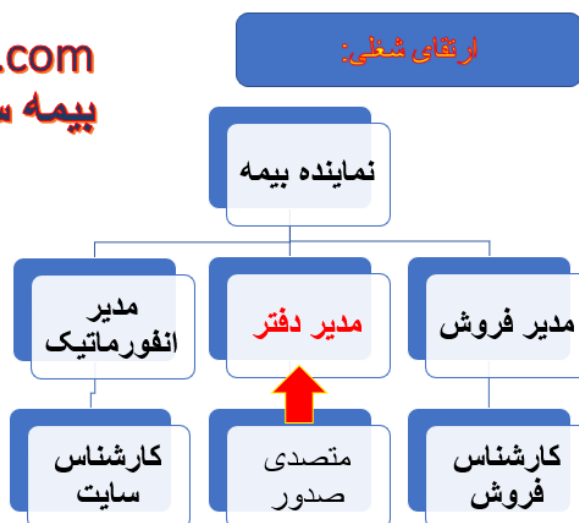 .com
بیمه
ارتقای شغلی:
نماینده بیمه
مدیر فروش
مدیر دفتر
مدیر
انفورماتیک
کارشناس
فروش
متصدی
صدور
کارشناس
سایت